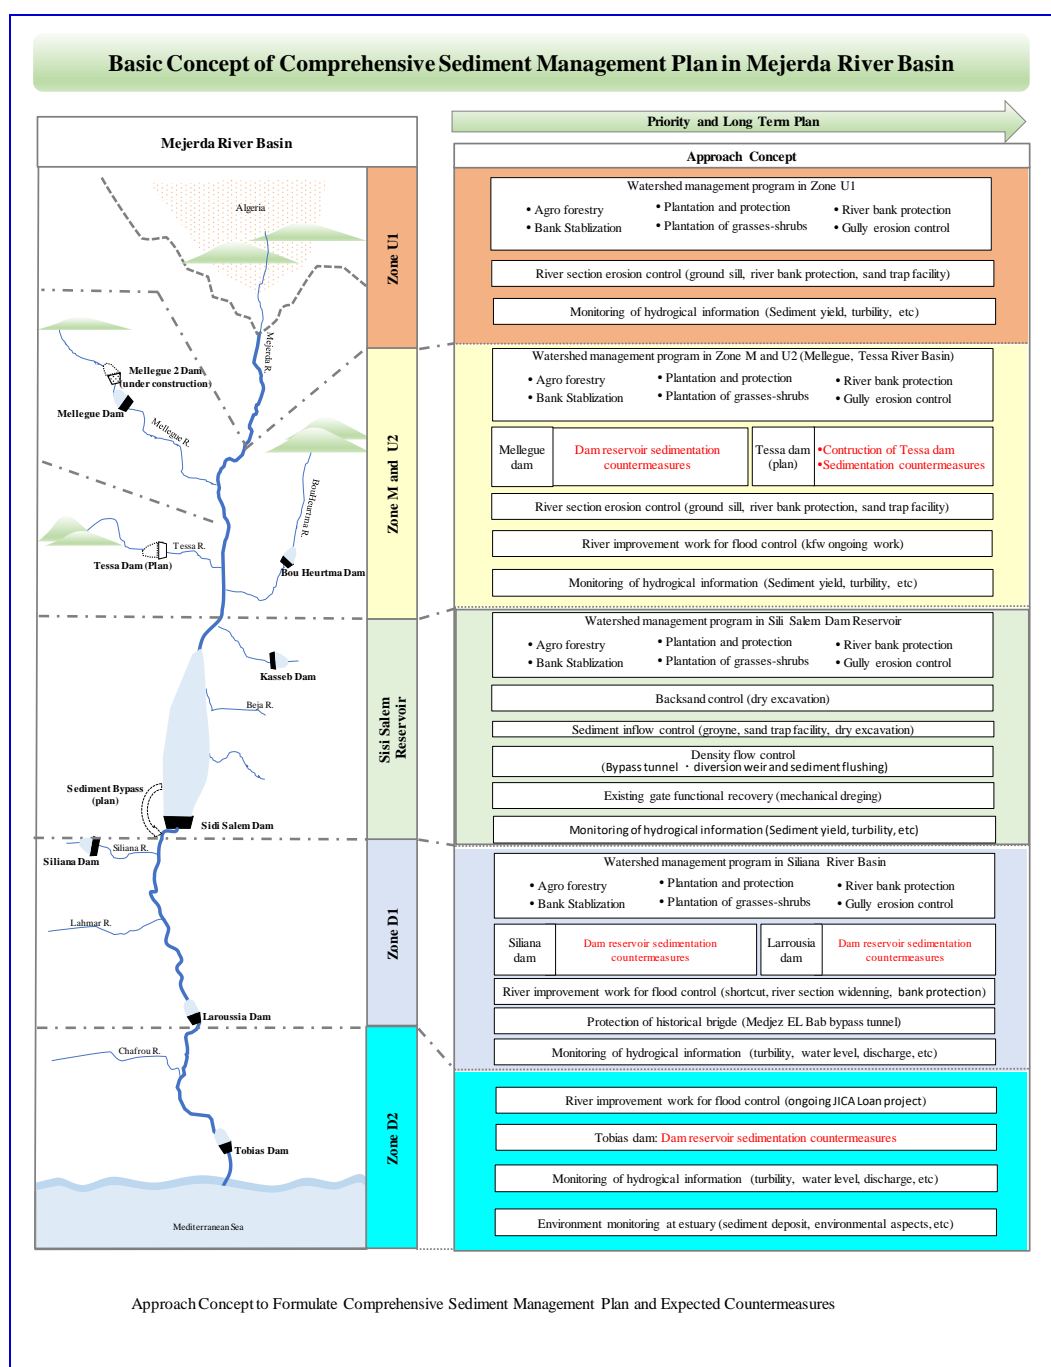 Basic Concept of Comprehensive Sediment Management Plan in Mejerda River Basin
Priority and Long Term Plan
Mejerda River Basin
Approach Concept
Algeria
Mejerda R.
Mellegue 2 Dam
(under construction)
Mellegue Dam
Mellegue R.
BouHeurtma R.
Tessa R.
Tessa Dam (Plan)
Bou Heurtma Dam
Kasseb Dam
Beja R.
Sediment Bypass
(plan)
Sidi Salem Dam
Siliana R.
Siliana Dam
Lahmar R.
Laroussia Dam
Chafrou R.
Tobias Dam
Mediterranean Sea
Zone U1
Zone M and U2
Sisi Salem
Reservoir
Zone D1
Zone D2
Watershed management program in Zone U1
• Agro forestry
• Plantation and protection
• River bank protection
• Bank Stablization
• Plantation of grasses-shrubs
• Gully erosion control
River section erosion control (ground sill, river bank protection, sand trap facility)
Monitoring of hydrogical information (Sediment yield, turbility, etc)
Watershed management program in Zone M and U2 (Mellegue, Tessa River Basin)
• Agro forestry
• Plantation and protection
• River bank protection
• Bank Stablization
• Plantation of grasses-shrubs
• Gully erosion control
Mellegue
dam
Dam reservoir sedimentation
countermeasures
Tessa dam
(plan)
•Contruction of Tessa dam
•Sedimentation countermeasures
River section erosion control (ground sill, river bank protection, sand trap facility)
River improvement work for flood control (kfw ongoing work)
Monitoring of hydrogical information (Sediment yield, turbility, etc)
Watershed management program in Sili Salem Dam Reservoir
• Agro forestry
• Plantation and protection
• River bank protection
• Bank Stablization
• Plantation of grasses-shrubs
• Gully erosion control
Backsand control (dry excavation)
Sediment inflow control (groyne, sand trap facility, dry excavation)
Density flow control
(Bypass tunnel ・ diversion weir and sediment flushing)
Existing gate functional recovery (mechanical dreging)
Monitoring of hydrogical information (Sediment yield, turbility, etc)
Watershed management program in Siliana River Basin
• Agro forestry
• Plantation and protection
• River bank protection
• Bank Stablization
• Plantation of grasses-shrubs
• Gully erosion control
Siliana
dam
Dam reservoir sedimentation
countermeasures
Larrousia
dam
Dam reservoir sedimentation
countermeasures
River improvement work for flood control (shortcut, river section widenning, bank protection)
Protection of historical brigde (Medjez EL Bab bypass tunnel)
Monitoring of hydrogical information (turbility, water level, discharge, etc)
River improvement work for flood control (ongoing JICA Loan project)
Tobias dam: Dam reservoir sedimentation countermeasures
Monitoring of hydrogical information (turbility, water level, discharge, etc)
Environment monitoring at estuary (sediment deposit, environmental aspects, etc)
Approach Concept to Formulate Comprehensive Sediment Management Plan and Expected Countermeasures